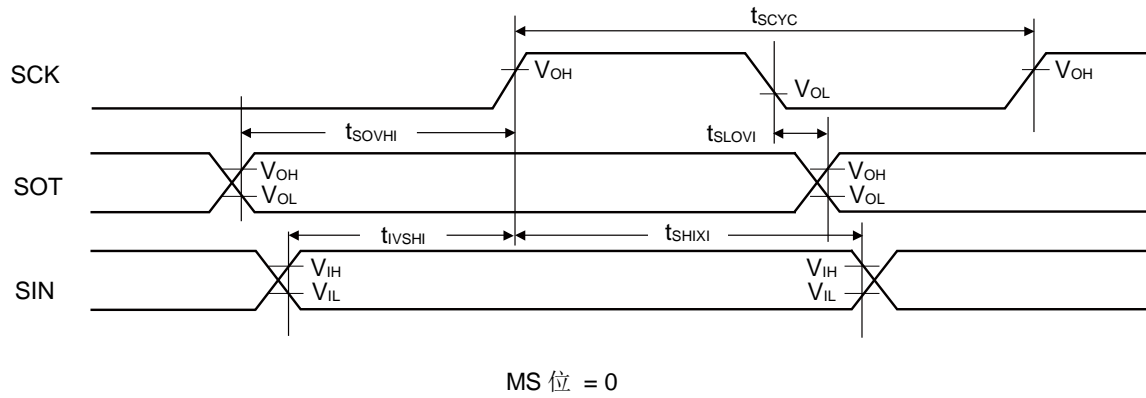 tSCYC
SCK
VOH
VOL
VOH
tSOVHI
tSLOVI
SOT
VOH
VOL
VOH
VOL
tIVSHI
tSHIXI
SIN
VIH
VIL
VIH
VIL
MS 位 = 0